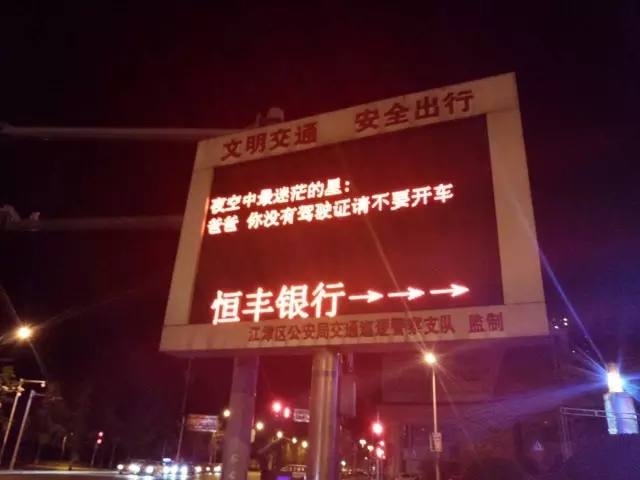 文明交通 安全出行
夜空中最迷茫的星：
爸爸 你没有驾驶证请不要开车
恒丰银行→→→
江津区公安局交通巡逻警察支队 监制